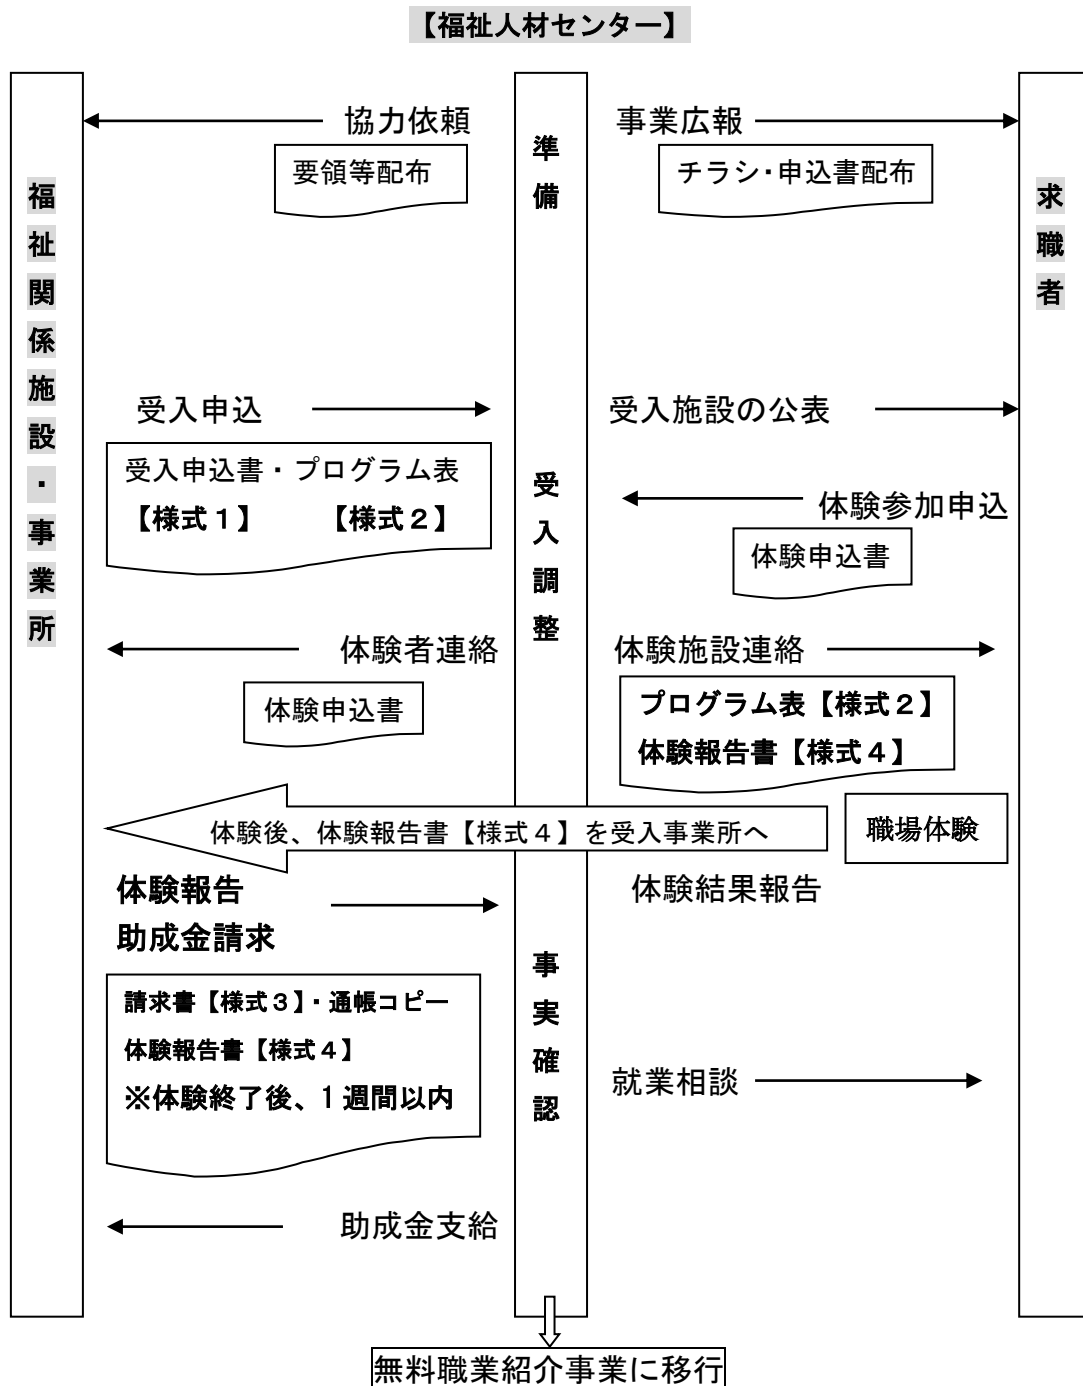 【福祉人材センター】
協力依頼
事業広報
要領等配布
チラシ・申込書配布
準備
福祉関係施設・事業所
求職者
受入申込
受入施設の公表
受入申込書・プログラム表
【様式１】　【様式２】
受入調整
体験参加申込
体験申込書
体験者連絡
体験施設連絡
体験申込書
プログラム表【様式２】
体験報告書【様式４】
体験後、体験報告書【様式４】を受入事業所へ
職場体験
体験報告
助成金請求
体験結果報告
事実確認
請求書【様式３】・通帳コピー
体験報告書【様式４】
※体験終了後、１週間以内
就業相談
助成金支給
無料職業紹介事業に移行